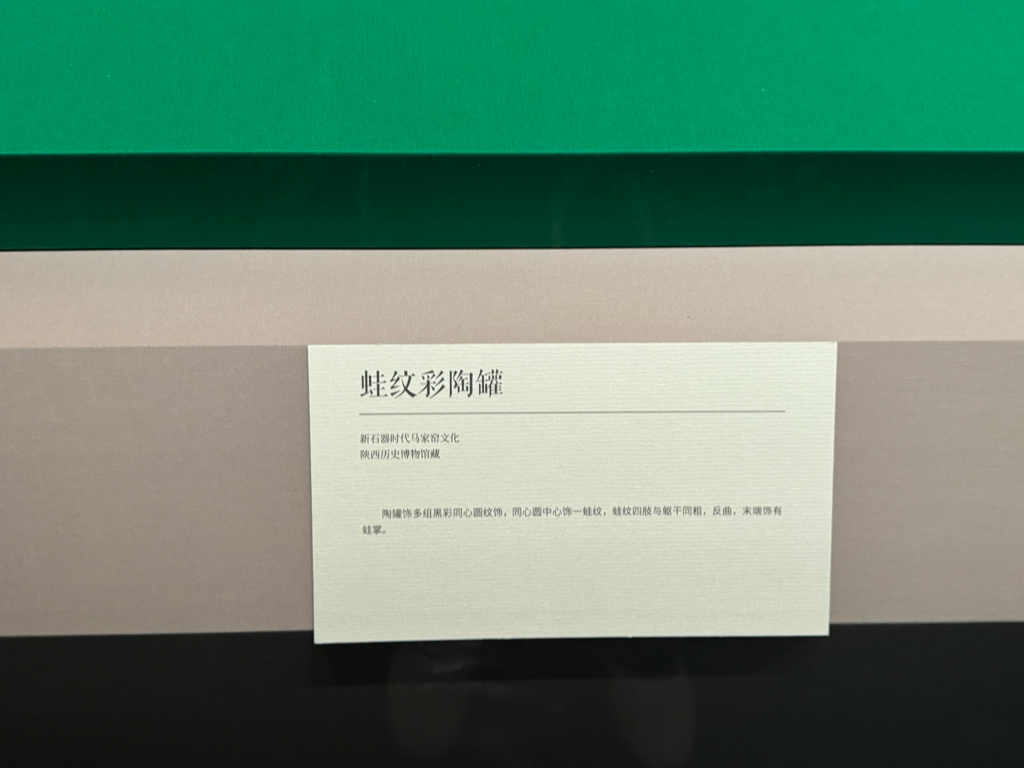 蛙纹彩陶罐
新石器时代马家窑文化
陕西历史博物馆藏
陶罐饰多组黑彩同心圆纹饰，同心圆中心饰一蛙纹，蛙纹四肢与躯干同粗，反曲，末端饰有
蛙掌。